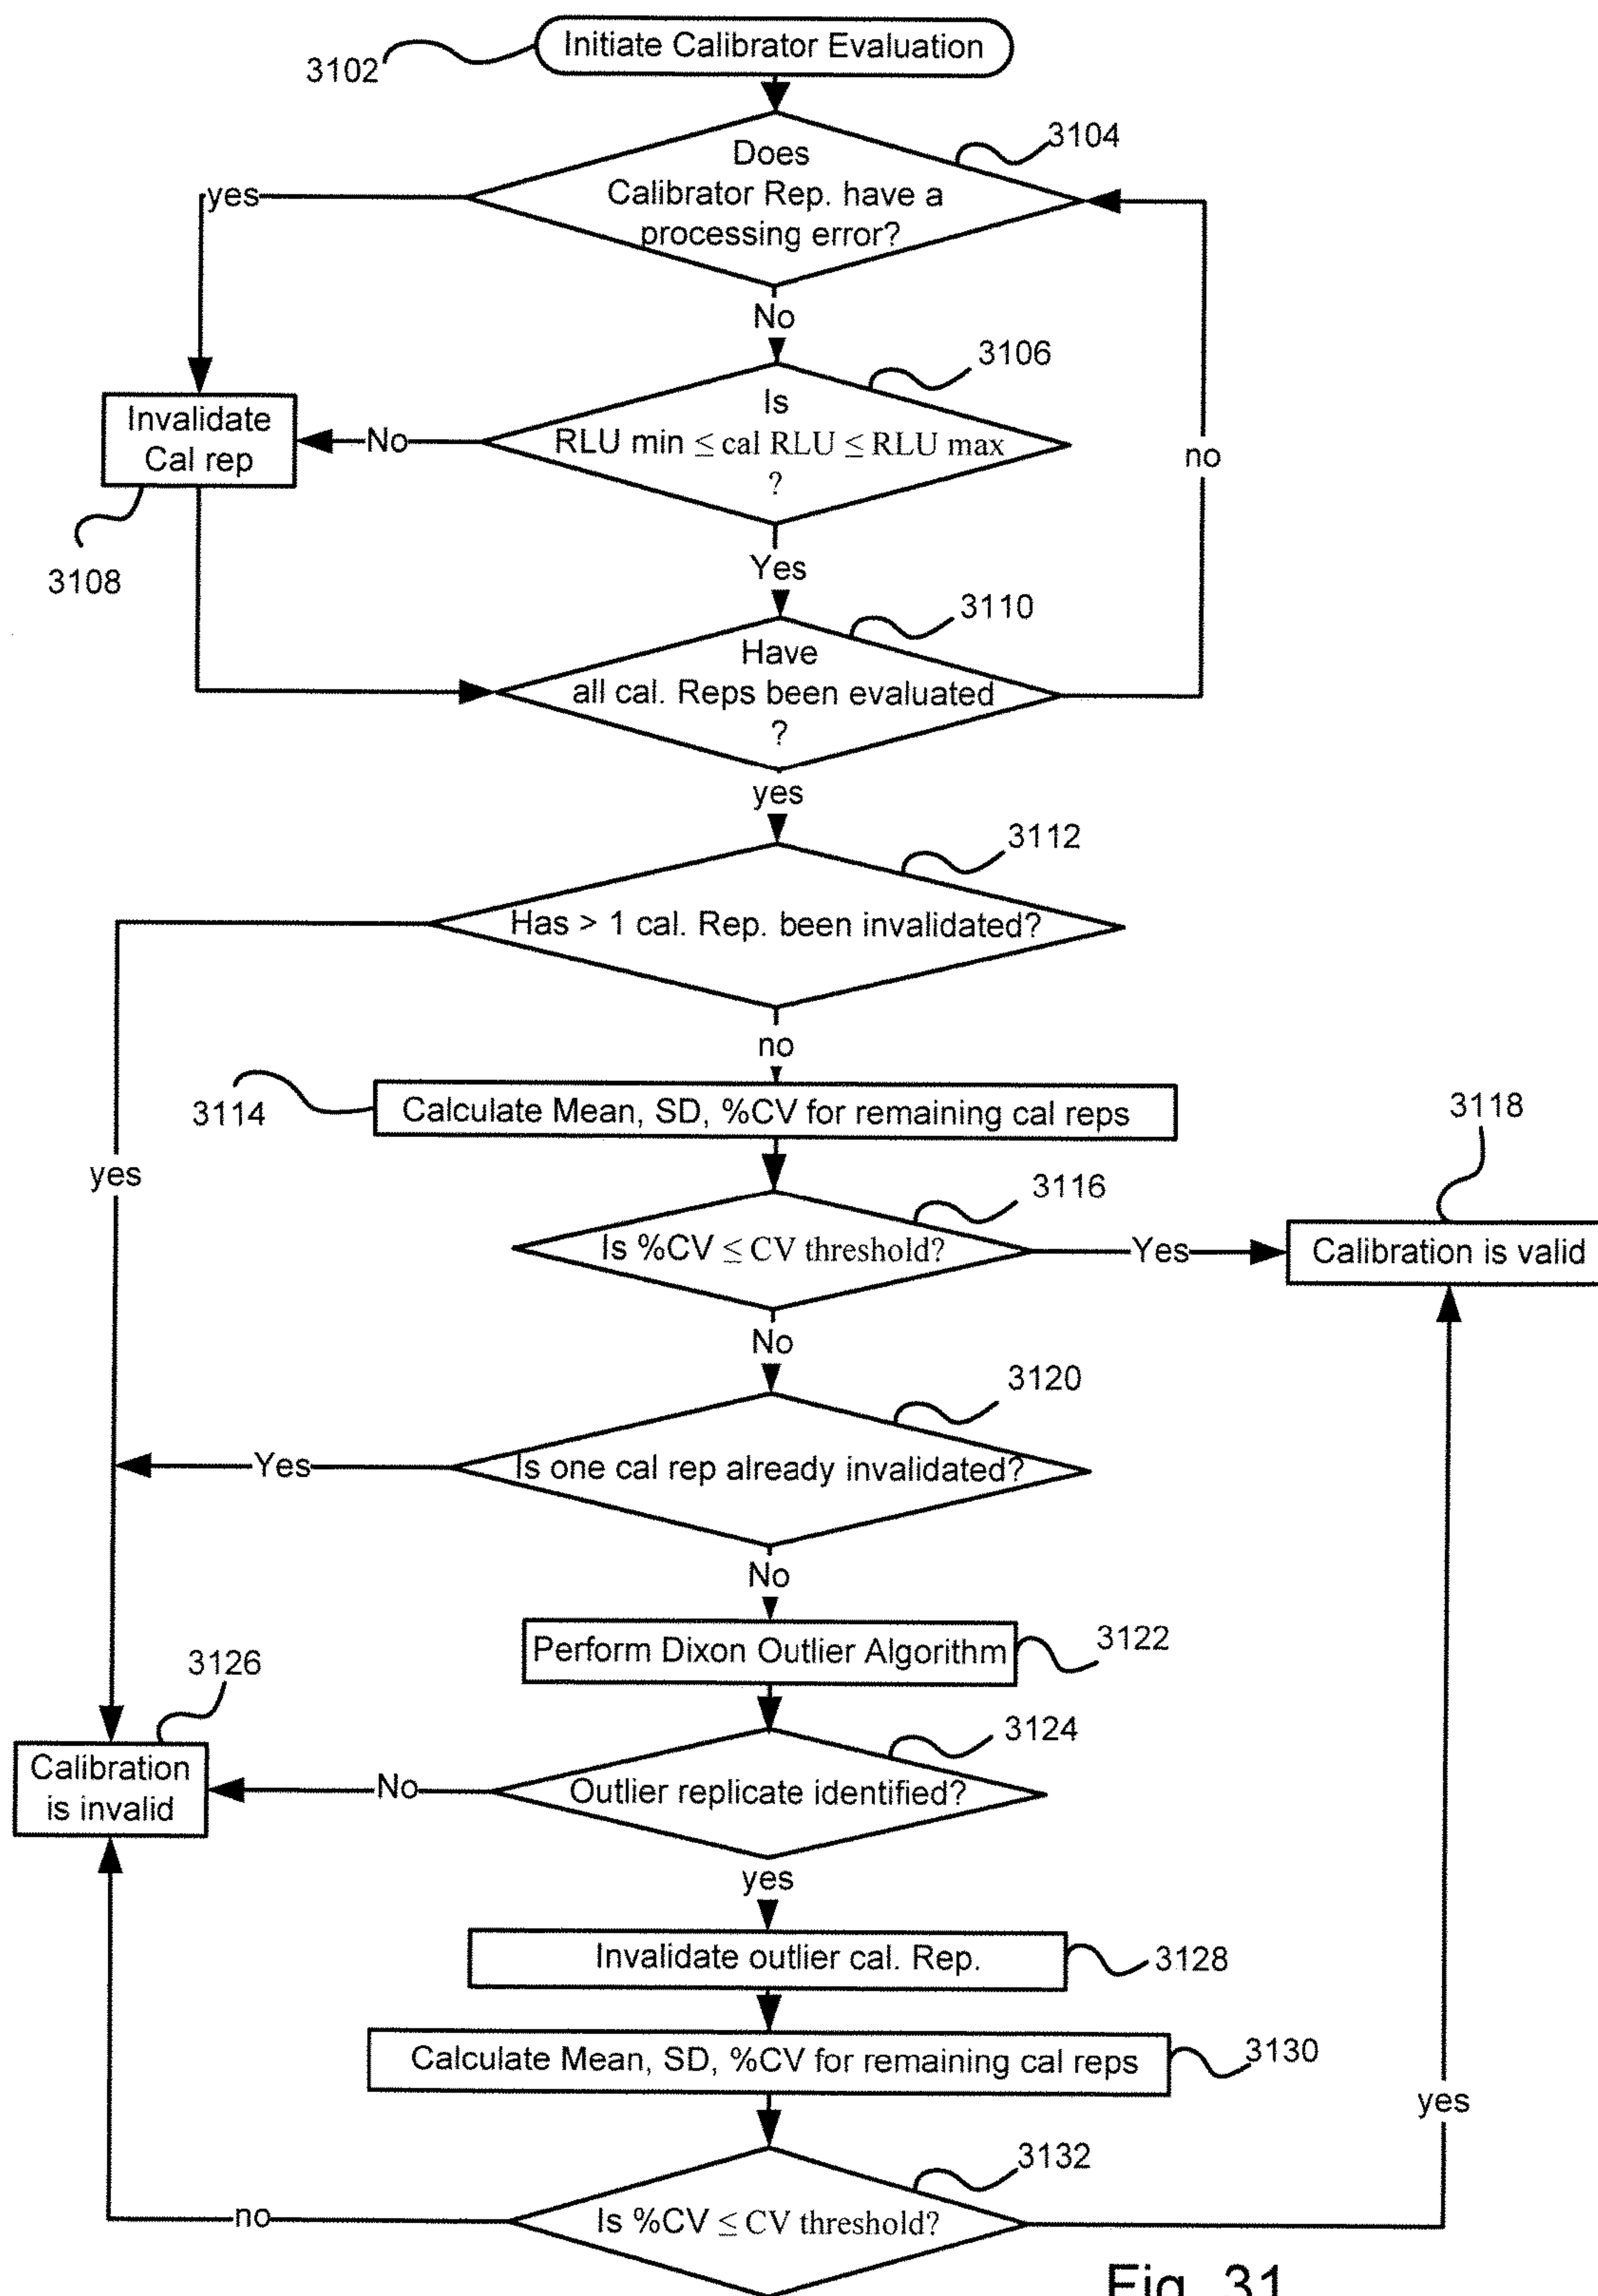 Initiate Calibrator Evaluation
3102
3104
Does
Calibrator Rep. have a
processing error?
yes
No
3106
Is
RLU min ≤ cal RLU ≤ RLU max
?
No
Invalidate
Cal rep
3108
no
Yes
3110
Have
all cal. Reps been evaluated
?
yes
3112
Has > 1 cal. Rep. been invalidated?
no
3114
Calculate Mean, SD, %CV for remaining cal reps
3118
yes
3116
Is %CV ≤ CV threshold?
Yes
Calibration is valid
No
3120
Is one cal rep already invalidated?
Yes
No
Perform Dixon Outlier Algorithm
3122
3126
3124
Calibration
is invalid
No
Outlier replicate identified?
yes
Invalidate outlier cal. Rep.
3128
Calculate Mean, SD, %CV for remaining cal reps
3130
yes
3132
Is %CV ≤ CV threshold?
no
Fig. 31